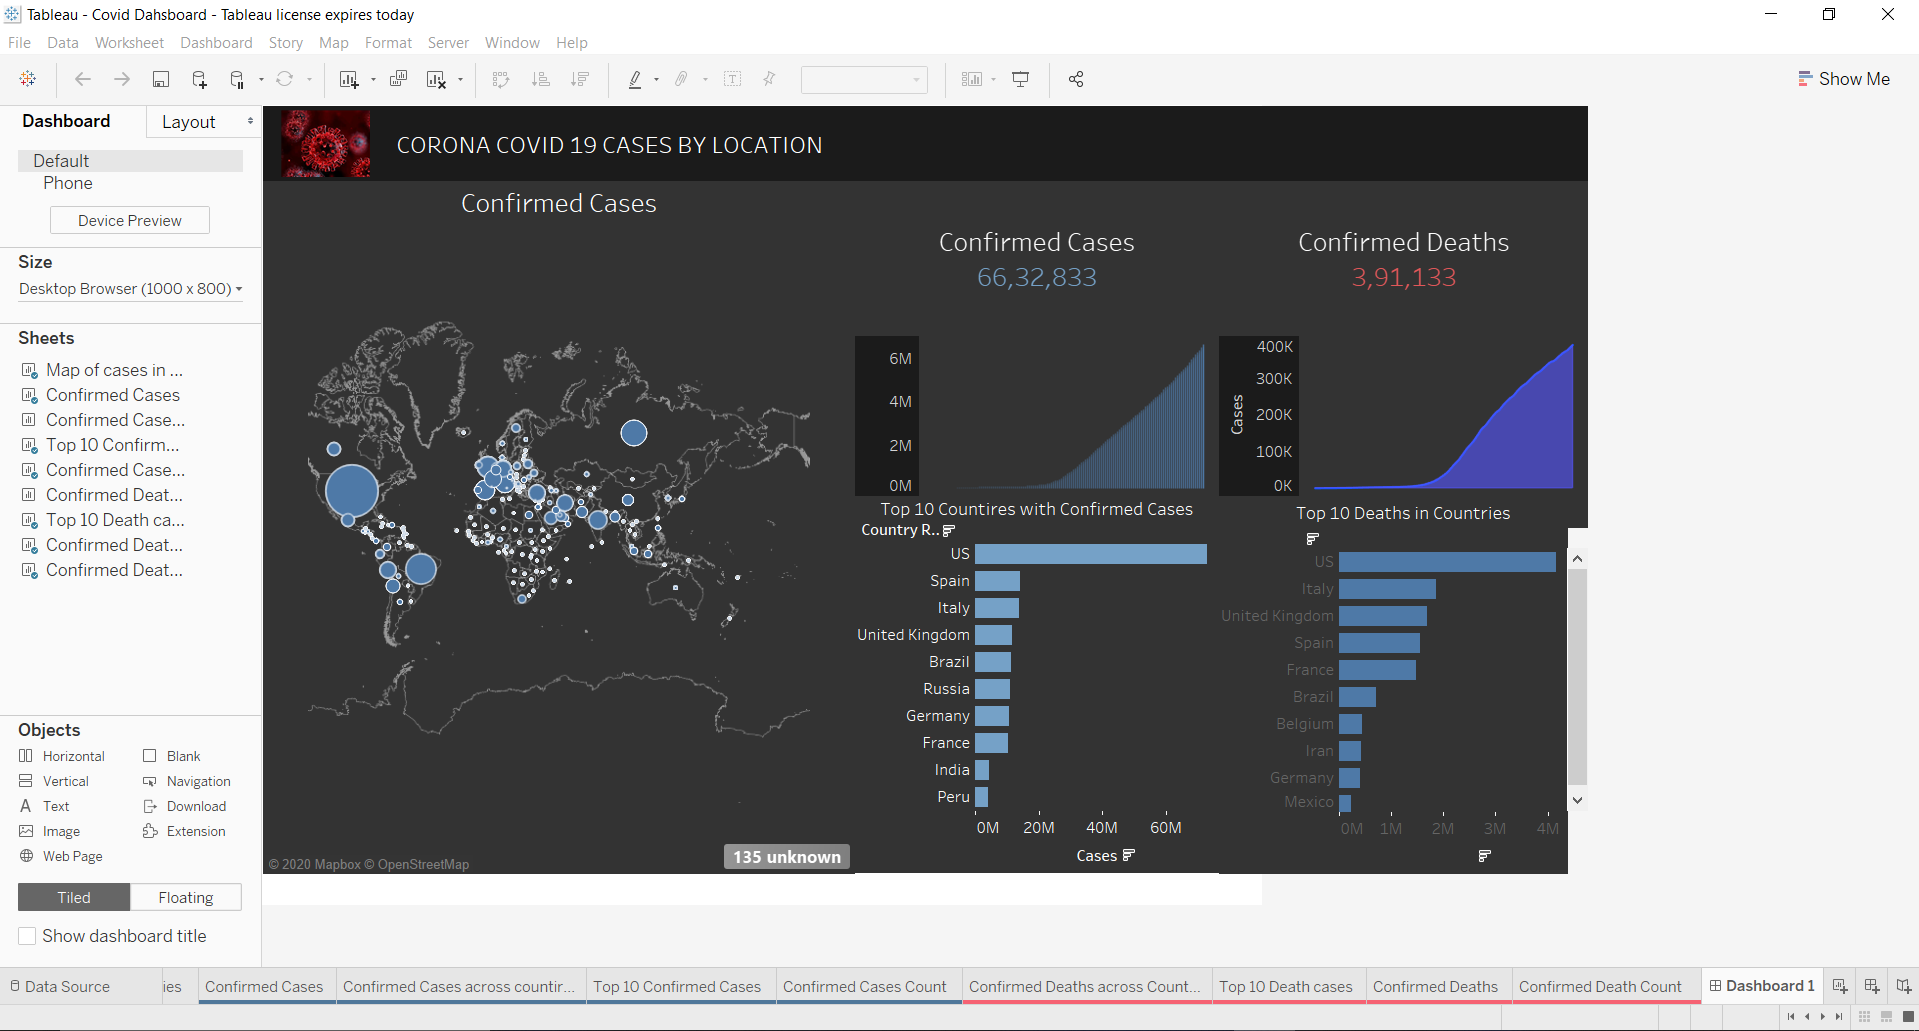 Tableau - Covid Dahsboard - Tableau license expires today
File Data Worksheet Dashboard Story Map Format Server Window Help
Show Me
Dashboard Layout
Default
Phone
Device Preview
Size
Desktop Browser (1000 x 800)
Sheets
Map of cases in ...
Confirmed Cases
Confirmed Case...
Top 10 Confirm...
Confirmed Case...
Confirmed Deat...
Top 10 Death ca...
Confirmed Deat...
Confirmed Deat...
Objects
Horizontal Blank
Vertical Navigation
A Text Download
Image Extension
Web Page
Tiled Floating
Show dashboard title
CORONA COVID 19 CASES BY LOCATION
Confirmed Cases
© 2020 Mapbox © OpenStreetMap
135 unknown
Confirmed Cases
66,32,833
6M
4M
2M
0M
Top 10 Countires with Confirmed Cases
Country R..
US
Spain
Italy
United Kingdom
Brazil
Russia
Germany
France
India
Peru
0M 20M 40M 60M
Cases
Confirmed Deaths
3,91,133
Cases
400K
300K
200K
100K
0K
Top 10 Deaths in Countries
US
Italy
United Kingdom
Spain
France
Brazil
Belgium
Iran
Germany
Mexico
0M 1M 2M 3M 4M
Data Source ies Confirmed Cases Confirmed Cases across countir... Top 10 Confirmed Cases Confirmed Cases Count Confirmed Deaths across Count... Top 10 Death cases Confirmed Deaths Confirmed Death Count Dashboard 1